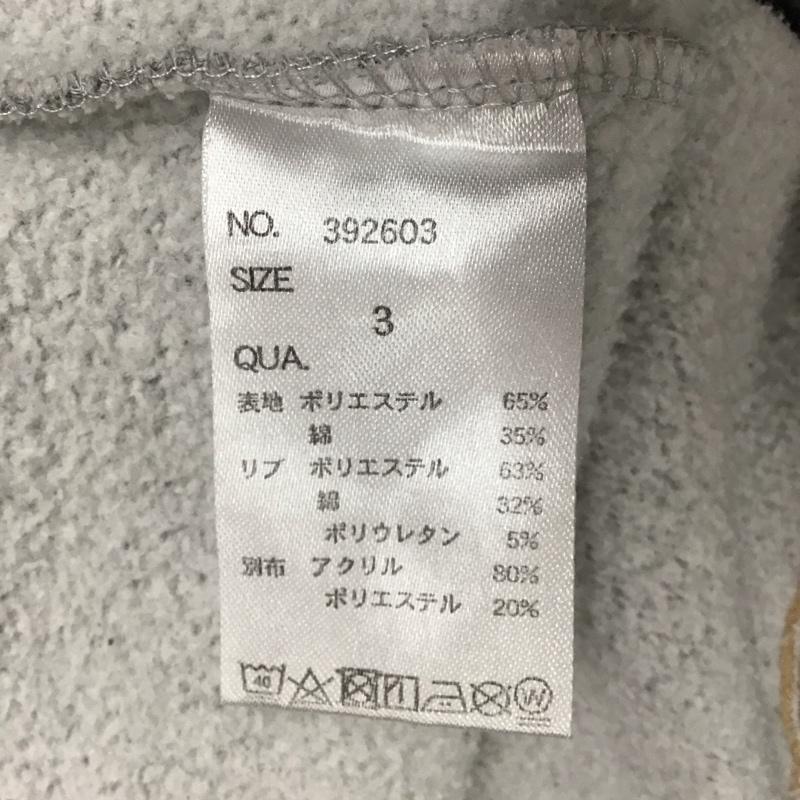 NO. 392603
SIZE
3
QUA.
表地 ポリエステル 65%
綿 35%
リブ ポリエステル 63%
綿 32%
ポリウレタン 5%
別布 アクリル 80%
ポリエステル 20%
40 W